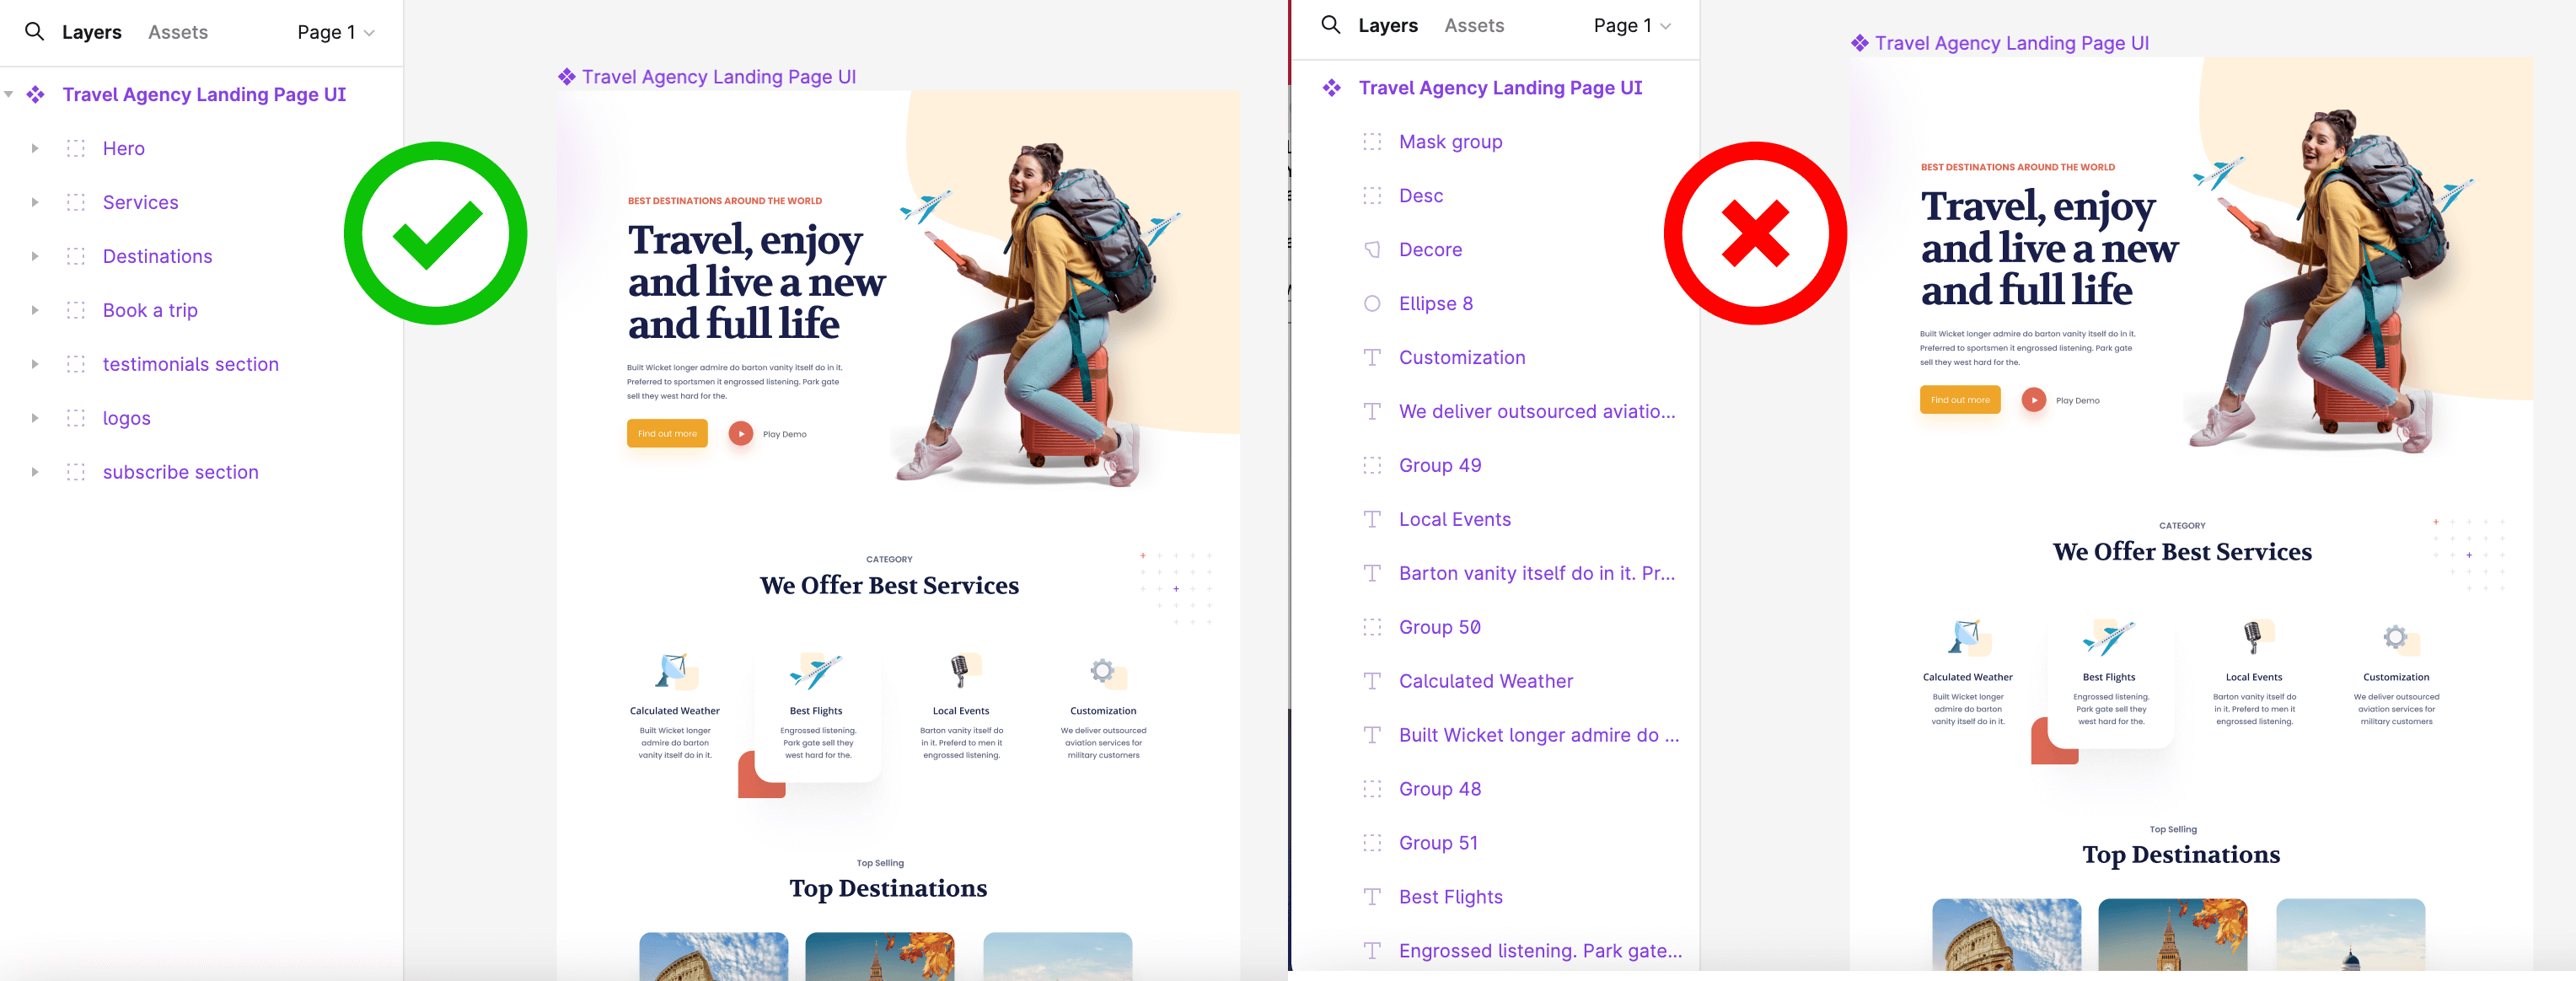 Layers Assets Page 1
Travel Agency Landing Page UI
Hero
Services
Destinations
Book a trip
testimonials section
logos
subscribe section
Travel Agency Landing Page UI
BEST DESTINATIONS AROUND THE WORLD
Travel, enjoy
and live a new
and full life
Built Wicket longer admire do barton vanity itself do in it.
Preferred to sportsmen it engrossed listening. Park gate
sell they west hard for the.
Find out more Play Demo
CATEGORY
We Offer Best Services
Calculated Weather
Built Wicket longer
admire do barton
vanity itself do in it.
Best Flights
Engrossed listening.
Park gate sell they
west hard for the.
Local Events
Barton vanity itself do
in it. Preferd to men it
engrossed listening.
Customization
We deliver outsourced
aviation services for
military customers
Top Selling
Top Destinations
Layers Assets Page 1
Travel Agency Landing Page UI
Mask group
Desc
Decore
Ellipse 8
Customization
We deliver outsourced aviatio...
Group 49
Local Events
Barton vanity itself do in it. Pr...
Group 50
Calculated Weather
Built Wicket longer admire do ...
Group 48
Group 51
Best Flights
Engrossed listening. Park gate...
Travel Agency Landing Page UI
BEST DESTINATIONS AROUND THE WORLD
Travel, enjoy
and live a new
and full life
Built Wicket longer admire do barton vanity itself do in it.
Preferred to sportsmen it engrossed listening. Park gate
sell they west hard for the.
Find out more Play Demo
CATEGORY
We Offer Best Services
Calculated Weather
Built Wicket longer
admire do barton
vanity itself do in it.
Best Flights
Engrossed listening.
Park gate sell they
west hard for the.
Local Events
Barton vanity itself do
in it. Preferd to men it
engrossed listening.
Customization
We deliver outsourced
aviation services for
military customers
Top Selling
Top Destinations